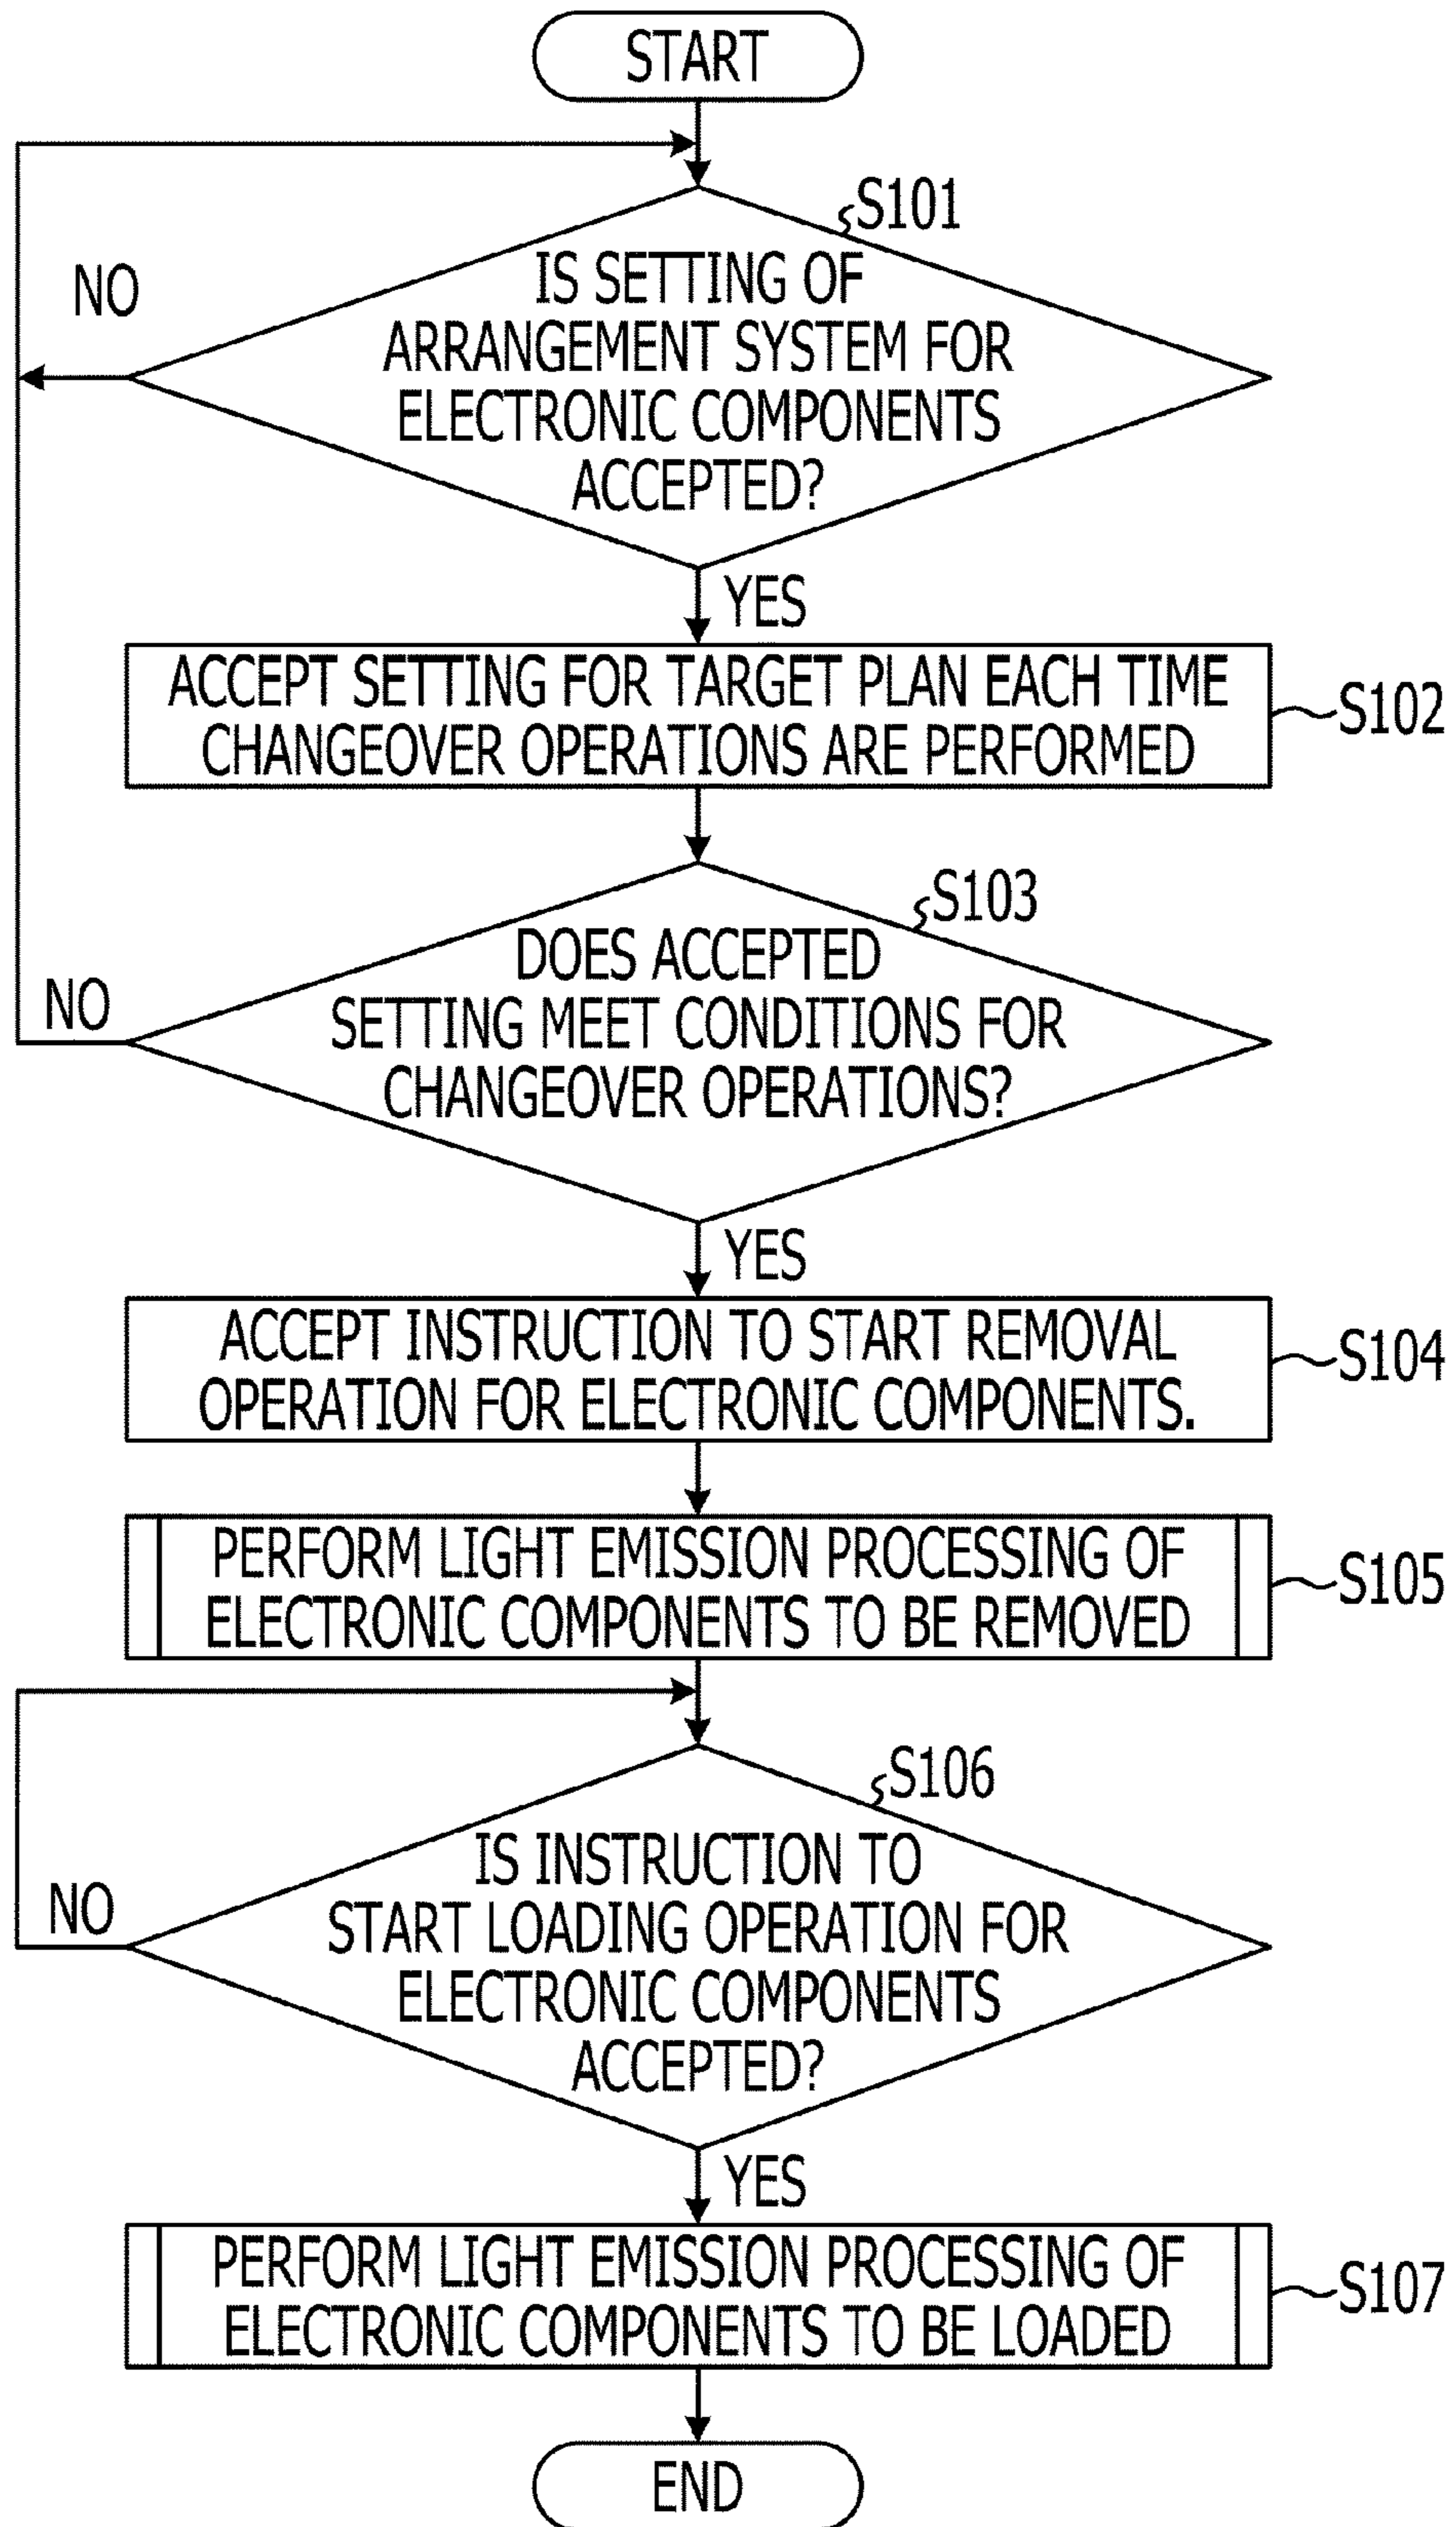 START
S101
IS SETTING OF
ARRANGEMENT SYSTEM FOR
ELECTRONIC COMPONENTS
ACCEPTED?
NO
YES
ACCEPT SETTING FOR TARGET PLAN EACH TIME
CHANGEOVER OPERATIONS ARE PERFORMED
S102
S103
DOES ACCEPTED
SETTING MEET CONDITIONS FOR
CHANGEOVER OPERATIONS?
NO
YES
ACCEPT INSTRUCTION TO START REMOVAL
OPERATION FOR ELECTRONIC COMPONENTS.
S104
PERFORM LIGHT EMISSION PROCESSING OF
ELECTRONIC COMPONENTS TO BE REMOVED
S105
S106
IS INSTRUCTION TO
START LOADING OPERATION FOR
ELECTRONIC COMPONENTS
ACCEPTED?
NO
YES
PERFORM LIGHT EMISSION PROCESSING OF
ELECTRONIC COMPONENTS TO BE LOADED
S107
END